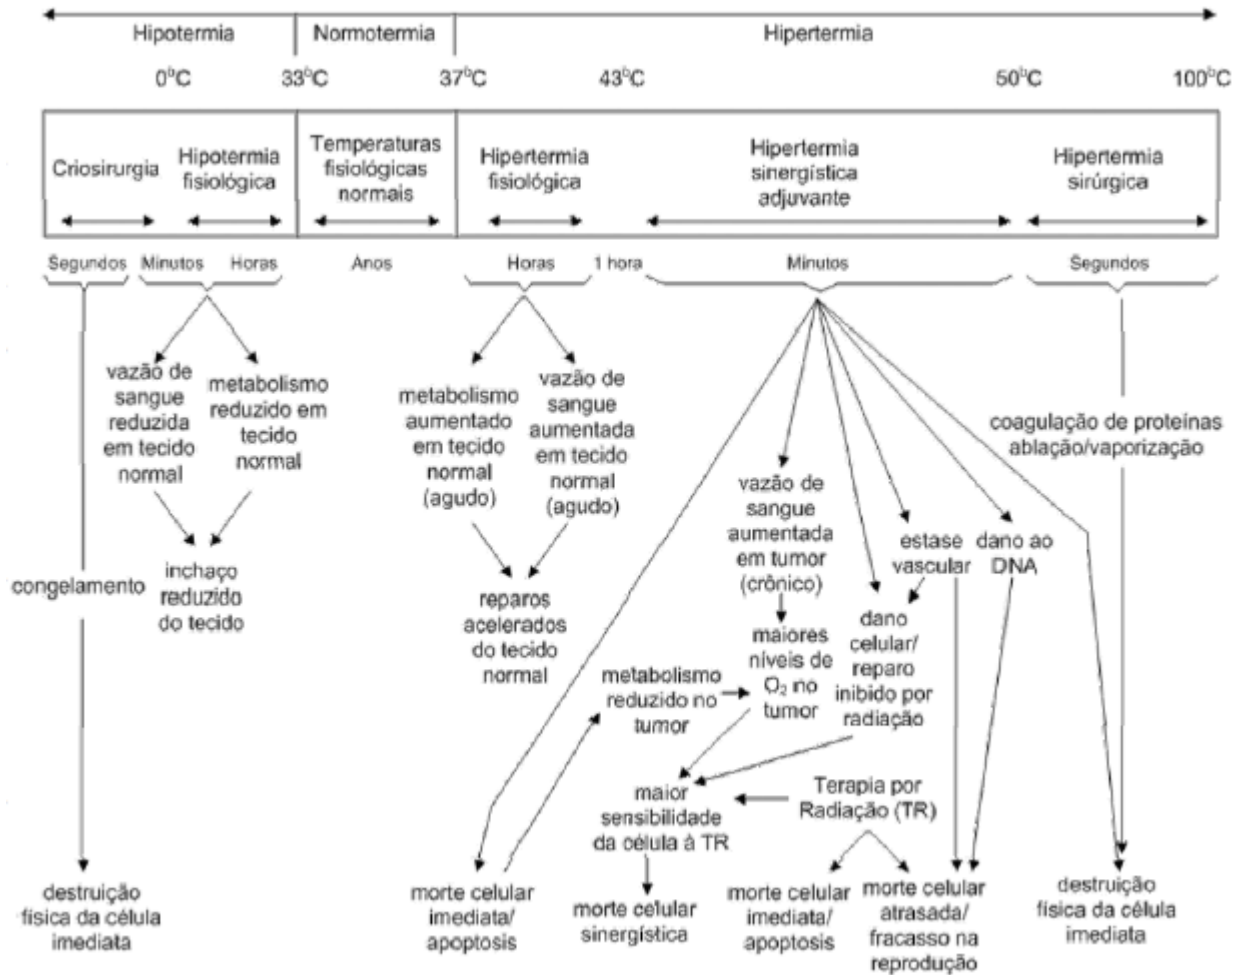 Hipotermia Normotermia Hipertermia
0°C 33°C 37°C 43°C 50°C 100°C
Criosirurgia
Hipotermia
fisiológica
Temperaturas
fisiológicas
normais
Hipertermia
fisiológica
Hipertermia
sinergística
adjuvante
Hipertermia
sirúrgica
Segundos Minutos Horas Anos Horas 1 hora Minutos Segundos
vazão de
sangue
reduzida
em tecido
normal
metabolismo
reduzido em
tecido
normal
metabolismo
aumentado
em tecido
normal
(agudo)
vazão de
sangue
aumentada
em tecido
normal
(agudo)
coagulação de proteínas
ablação/vaporização
vazão de
sangue
aumentada
em tumor
(crônico)
estase
vascular
dano ao
DNA
congelamento
inchaço
reduzido
do tecido
reparos
acelerados
do tecido
normal
metabolismo
reduzido no
tumor
maiores
níveis de
O₂ no
tumor
dano
celular/
reparo
inibido por
radiação
maior
sensibilidade
da célula à TR
Terapia por
Radiação (TR)
destruição
física da célula
imediata
morte celular
imediata/
apoptosis
morte celular
sinergística
morte celular
imediata/
apoptosis
morte celular
atrasada/
fracasso na
reprodução
destruição
física da célula
imediata